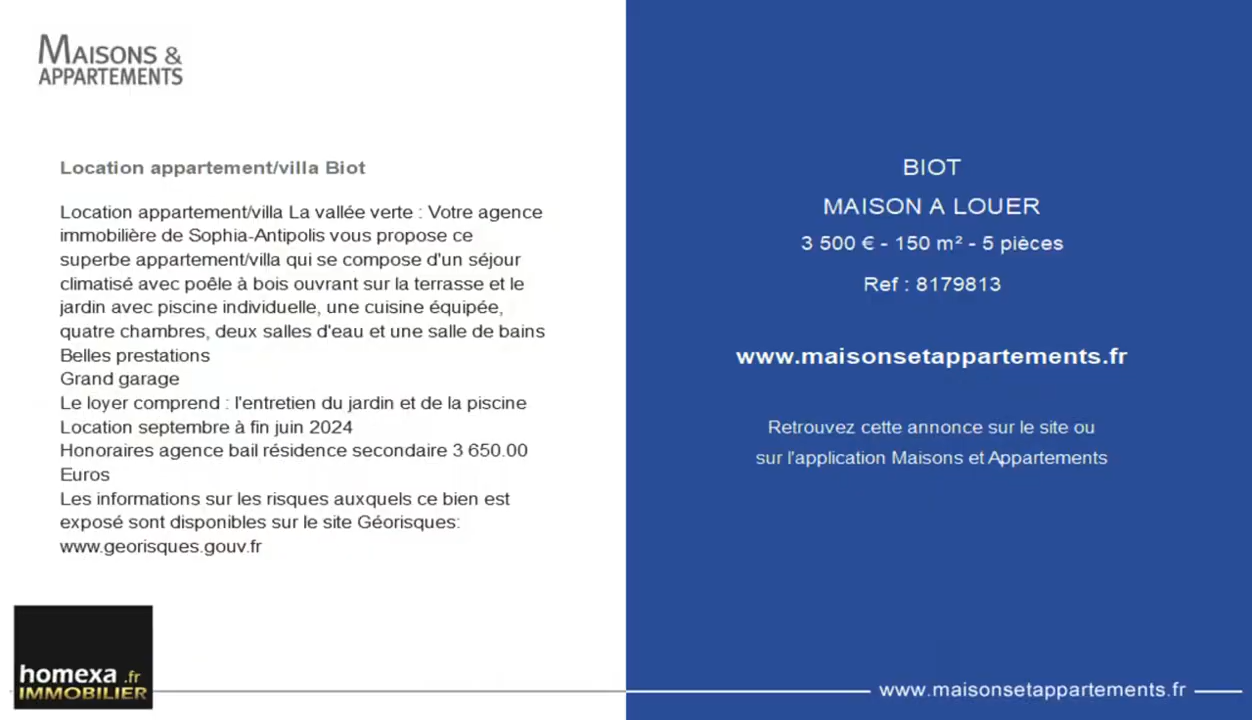 MAISONS &
APPARTEMENTS
Location appartement/villa Biot
Location appartement/villa La vallée verte : Votre agence
immobilière de Sophia-Antipolis vous propose ce
superbe appartement/villa qui se compose d'un séjour
climatisé avec poêle à bois ouvrant sur la terrasse et le
jardin avec piscine individuelle, une cuisine équipée,
quatre chambres, deux salles d'eau et une salle de bains
Belles prestations
Grand garage
Le loyer comprend : l'entretien du jardin et de la piscine
Location septembre à fin juin 2024
Honoraires agence bail résidence secondaire 3 650.00
Euros
Les informations sur les risques auxquels ce bien est
exposé sont disponibles sur le site Géorisques:
www.georisques.gouv.fr
homexa .fr
IMMOBILIER
BIOT
MAISON A LOUER
3 500 € - 150 m² - 5 pièces
Ref : 8179813
www.maisonsetappartements.fr
Retrouvez cette annonce sur le site ou
sur l'application Maisons et Appartements
www.maisonsetappartements.fr